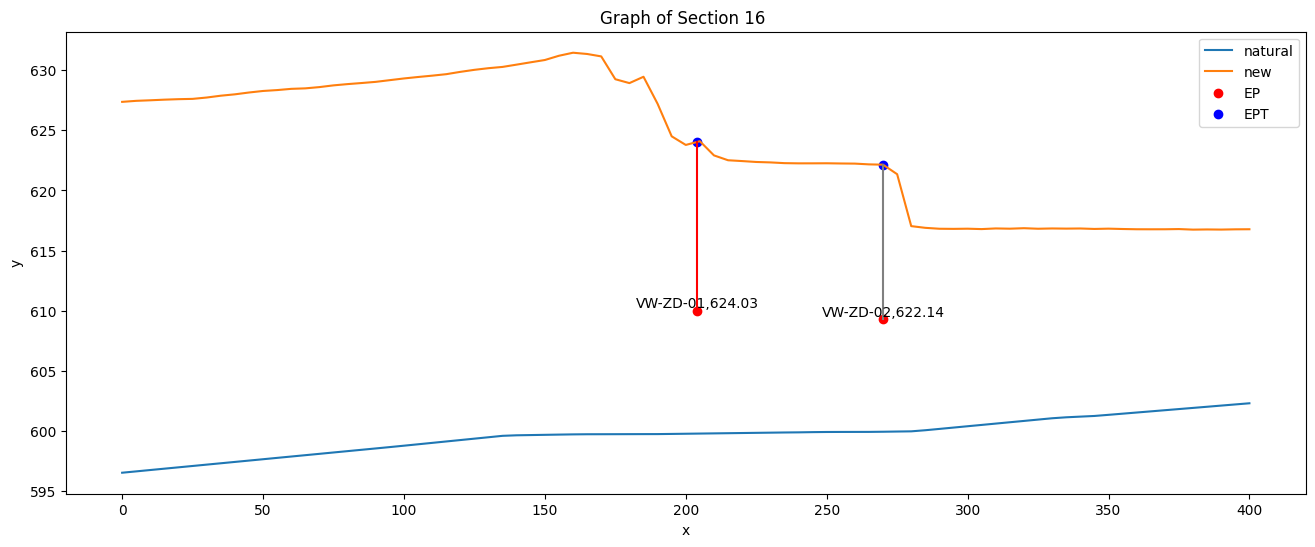 Graph of Section 16
natural
new
EP
EPT
y
630
625
620
615
610
605
600
595
VW-ZD-01,624.03
VW-ZD-02,622.14
0
50
100
150
200
250
300
350
400
x